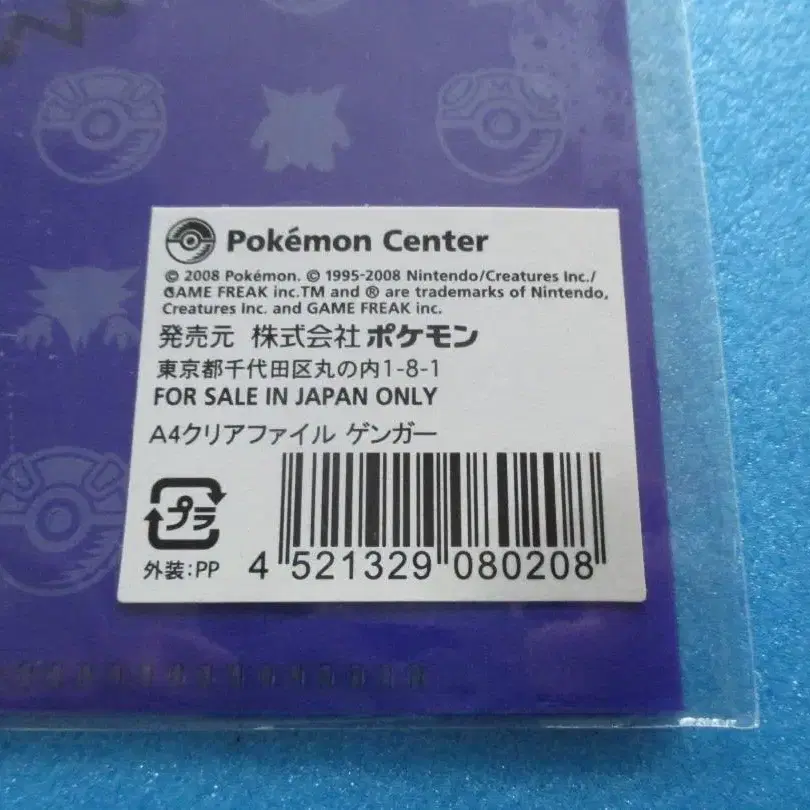 Pokémon Center
© 2008 Pokémon. © 1995-2008 Nintendo/Creatures Inc./
GAME FREAK inc.TM and ® are trademarks of Nintendo,
Creatures Inc. and GAME FREAK inc.
発売元 株式会社ポケモン
東京都千代田区丸の内1-8-1
FOR SALE IN JAPAN ONLY
A4クリアファイル ゲンガー
プラ
外装:PP
4 521329 080208